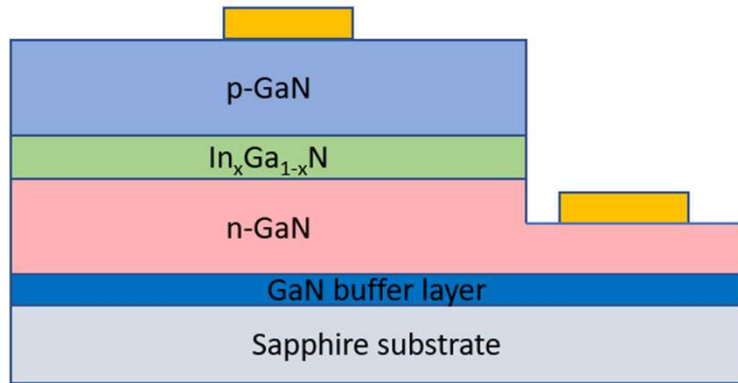 p-GaN
InₓGa₁₋ₓN
n-GaN
GaN buffer layer
Sapphire substrate